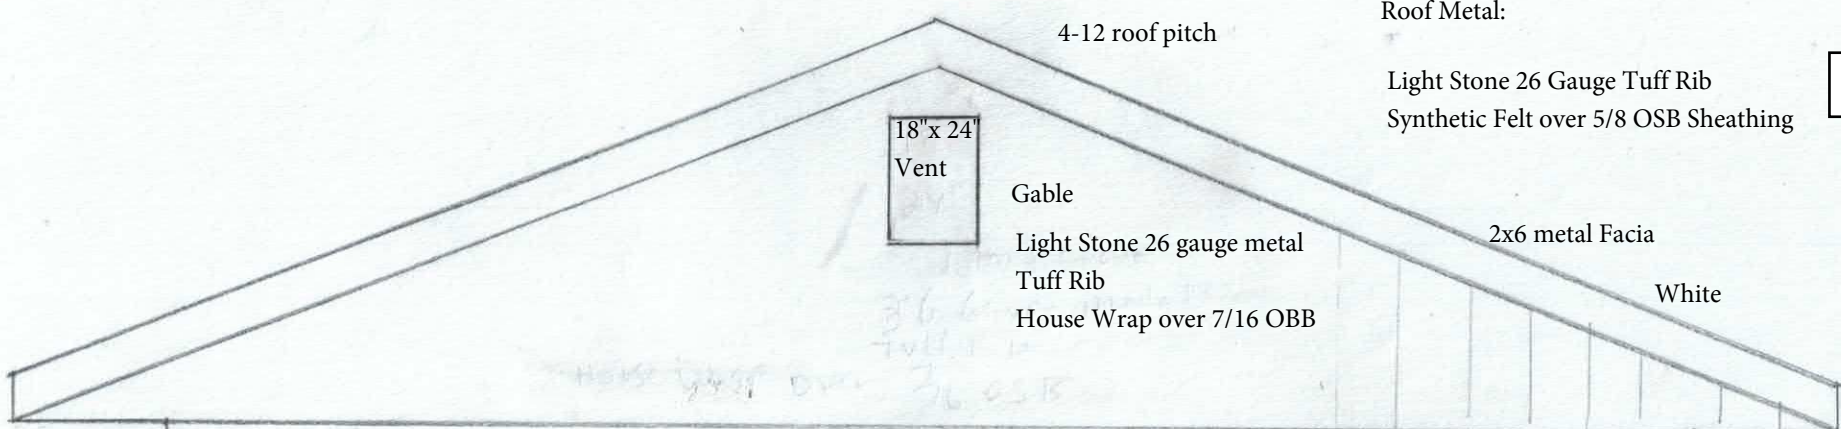 Roof Metal:
4-12 roof pitch
Light Stone 26 Gauge Tuff Rib
Synthetic Felt over 5/8 OSB Sheathing
18"x 24"
Vent
Gable
Light Stone 26 gauge metal
Tuff Rib
House Wrap over 7/16 OBB
2x6 metal Facia
White